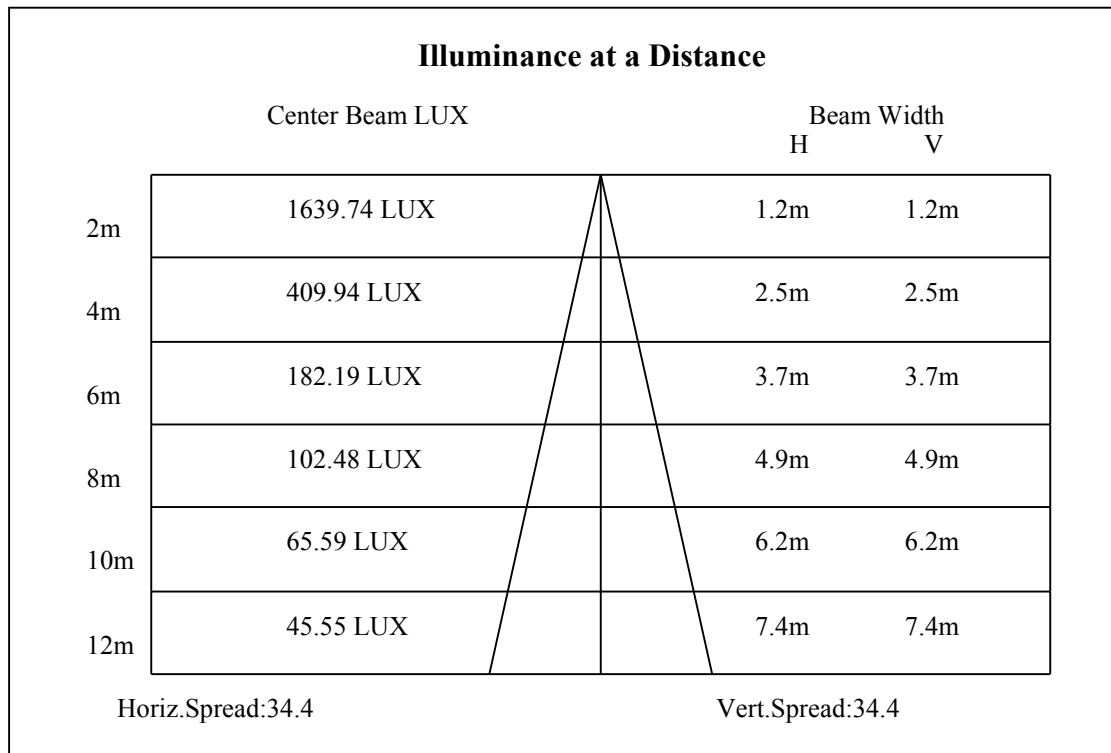 Illuminance at a Distance
Center Beam LUX Beam Width
H V
1639.74 LUX 1.2m 1.2m
2m
409.94 LUX 2.5m 2.5m
4m
182.19 LUX 3.7m 3.7m
6m
102.48 LUX 4.9m 4.9m
8m
65.59 LUX 6.2m 6.2m
10m
45.55 LUX 7.4m 7.4m
12m
Horiz.Spread:34.4 Vert.Spread:34.4